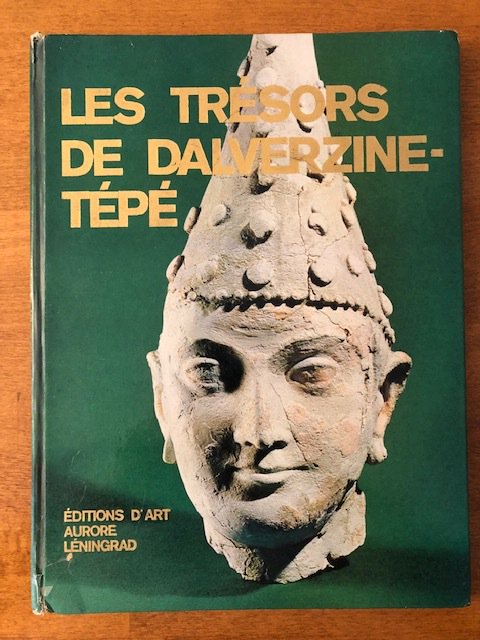 LES TRÉSORS
DE DALVERZINE-
TÉPÉ
ÉDITIONS D'ART
AURORE
LÉNINGRAD